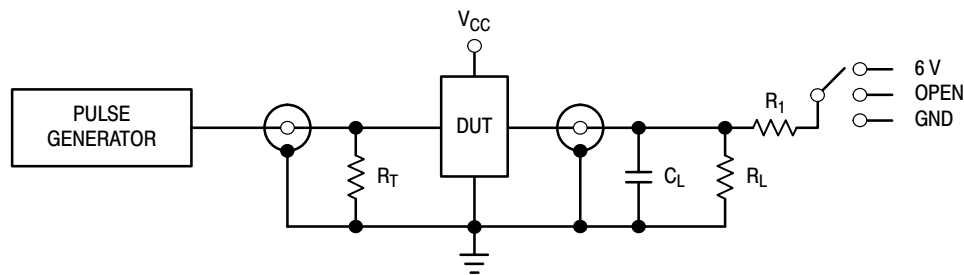 V_CC
6 V
OPEN
GND
PULSE
GENERATOR
DUT
R_1
R_T
C_L
R_L